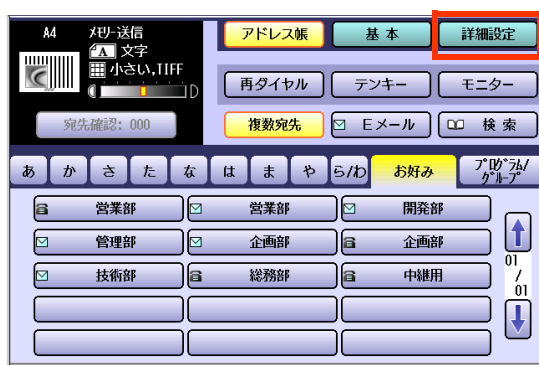 A4 ﾒﾓﾘｰ送信
A 文字
小さい,TIFF
D
宛先確認: 000
アドレス帳 基本 詳細設定
再ダイヤル テンキー モニター
複数宛先 Eメール 検索
あ か さ た な は ま や ら/わ お好み ﾌﾟﾛｸﾞﾗﾑ/
ｸﾞﾙｰﾌﾟ
営業部 営業部 開発部
管理部 企画部 企画部
技術部 総務部 中継用
01
/
01